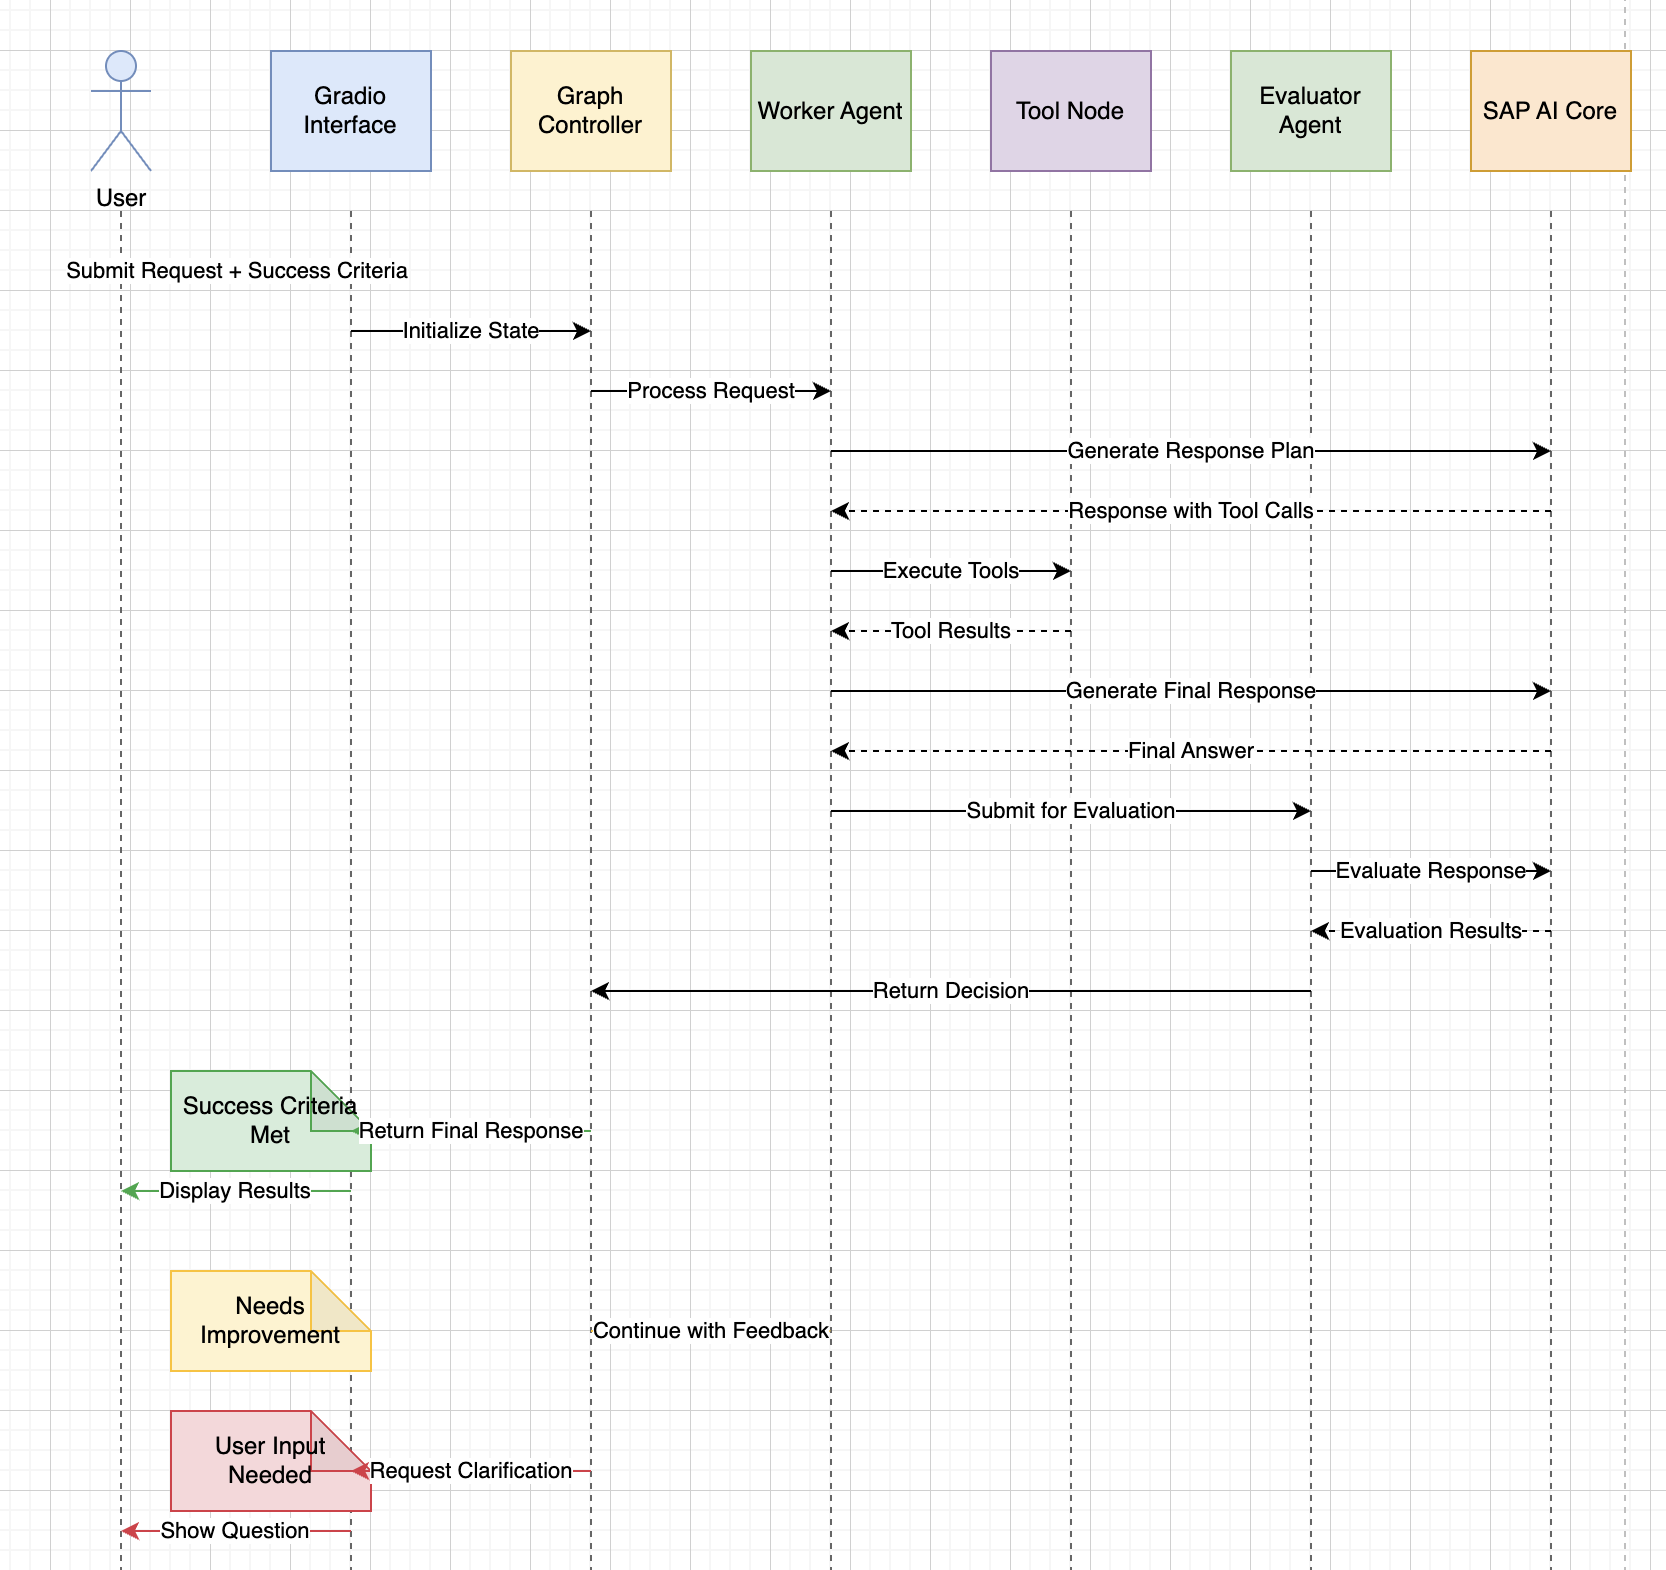 Gradio
Interface
Graph
Controller
Worker Agent
Tool Node
Evaluator
Agent
SAP AI Core
User
Submit Request + Success Criteria
Initialize State
Process Request
Generate Response Plan
Response with Tool Calls
Execute Tools
Tool Results
Generate Final Response
Final Answer
Submit for Evaluation
Evaluate Response
Evaluation Results
Return Decision
Success Criteria
Met
Return Final Response
Display Results
Needs
Improvement
Continue with Feedback
User Input
Needed
Request Clarification
Show Question